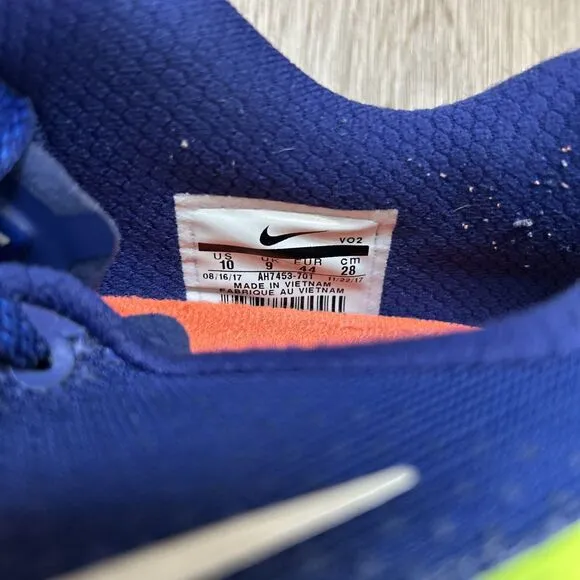 VO2
US UK EUR cm
10 9 44 28
08/16/17 AH7453-701 11/22/17
MADE IN VIETNAM
FABRIQUE AU VIETNAM